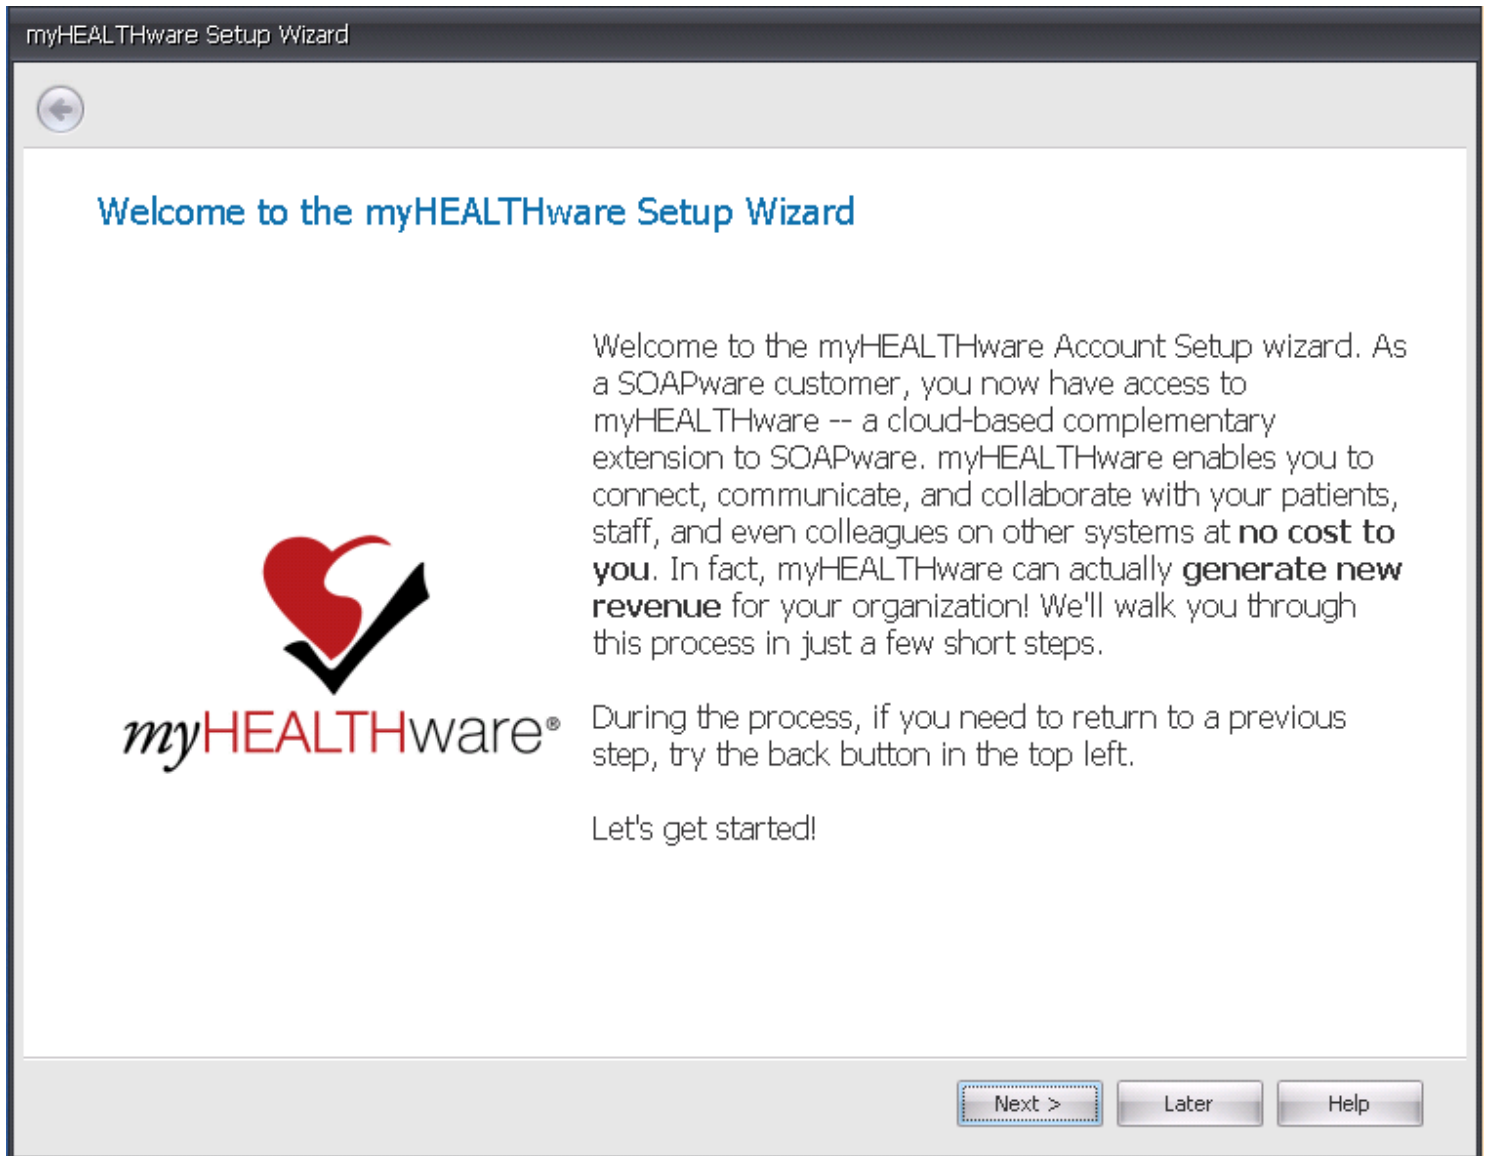 myHEALTHware Setup Wizard
Welcome to the myHEALTHware Setup Wizard
Welcome to the myHEALTHware Account Setup wizard. As
a SOAPware customer, you now have access to
myHEALTHware -- a cloud-based complementary
extension to SOAPware. myHEALTHware enables you to
connect, communicate, and collaborate with your patients,
staff, and even colleagues on other systems at no cost to
you. In fact, myHEALTHware can actually generate new
revenue for your organization! We'll walk you through
this process in just a few short steps.
myHEALTHware®
During the process, if you need to return to a previous
step, try the back button in the top left.
Let's get started!
Next >
Later
Help